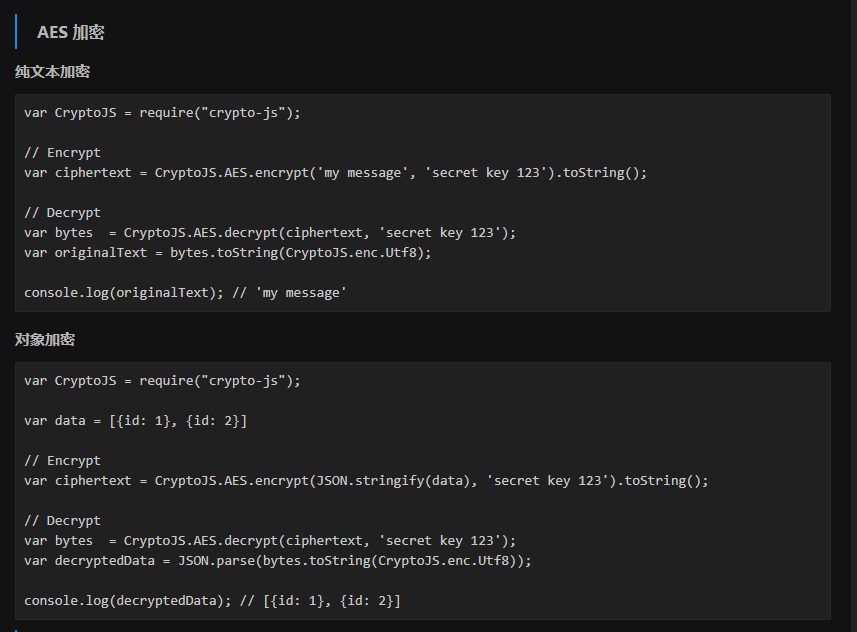 AES 加密
纯文本加密
var CryptoJS = require("crypto-js");
// Encrypt
var ciphertext = CryptoJS.AES.encrypt('my message', 'secret key 123').toString();
// Decrypt
var bytes  = CryptoJS.AES.decrypt(ciphertext, 'secret key 123');
var originalText = bytes.toString(CryptoJS.enc.Utf8);
console.log(originalText); // 'my message'
对象加密
var CryptoJS = require("crypto-js");
var data = [{id: 1}, {id: 2}]
// Encrypt
var ciphertext = CryptoJS.AES.encrypt(JSON.stringify(data), 'secret key 123').toString();
// Decrypt
var bytes  = CryptoJS.AES.decrypt(ciphertext, 'secret key 123');
var decryptedData = JSON.parse(bytes.toString(CryptoJS.enc.Utf8));
console.log(decryptedData); // [{id: 1}, {id: 2}]